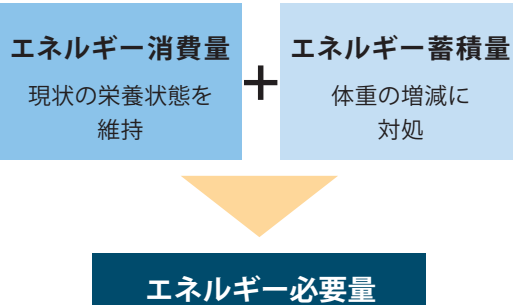 エネルギー消費量
現状の栄養状態を
維持
+
エネルギー蓄積量
体重の増減に
対処
エネルギー必要量